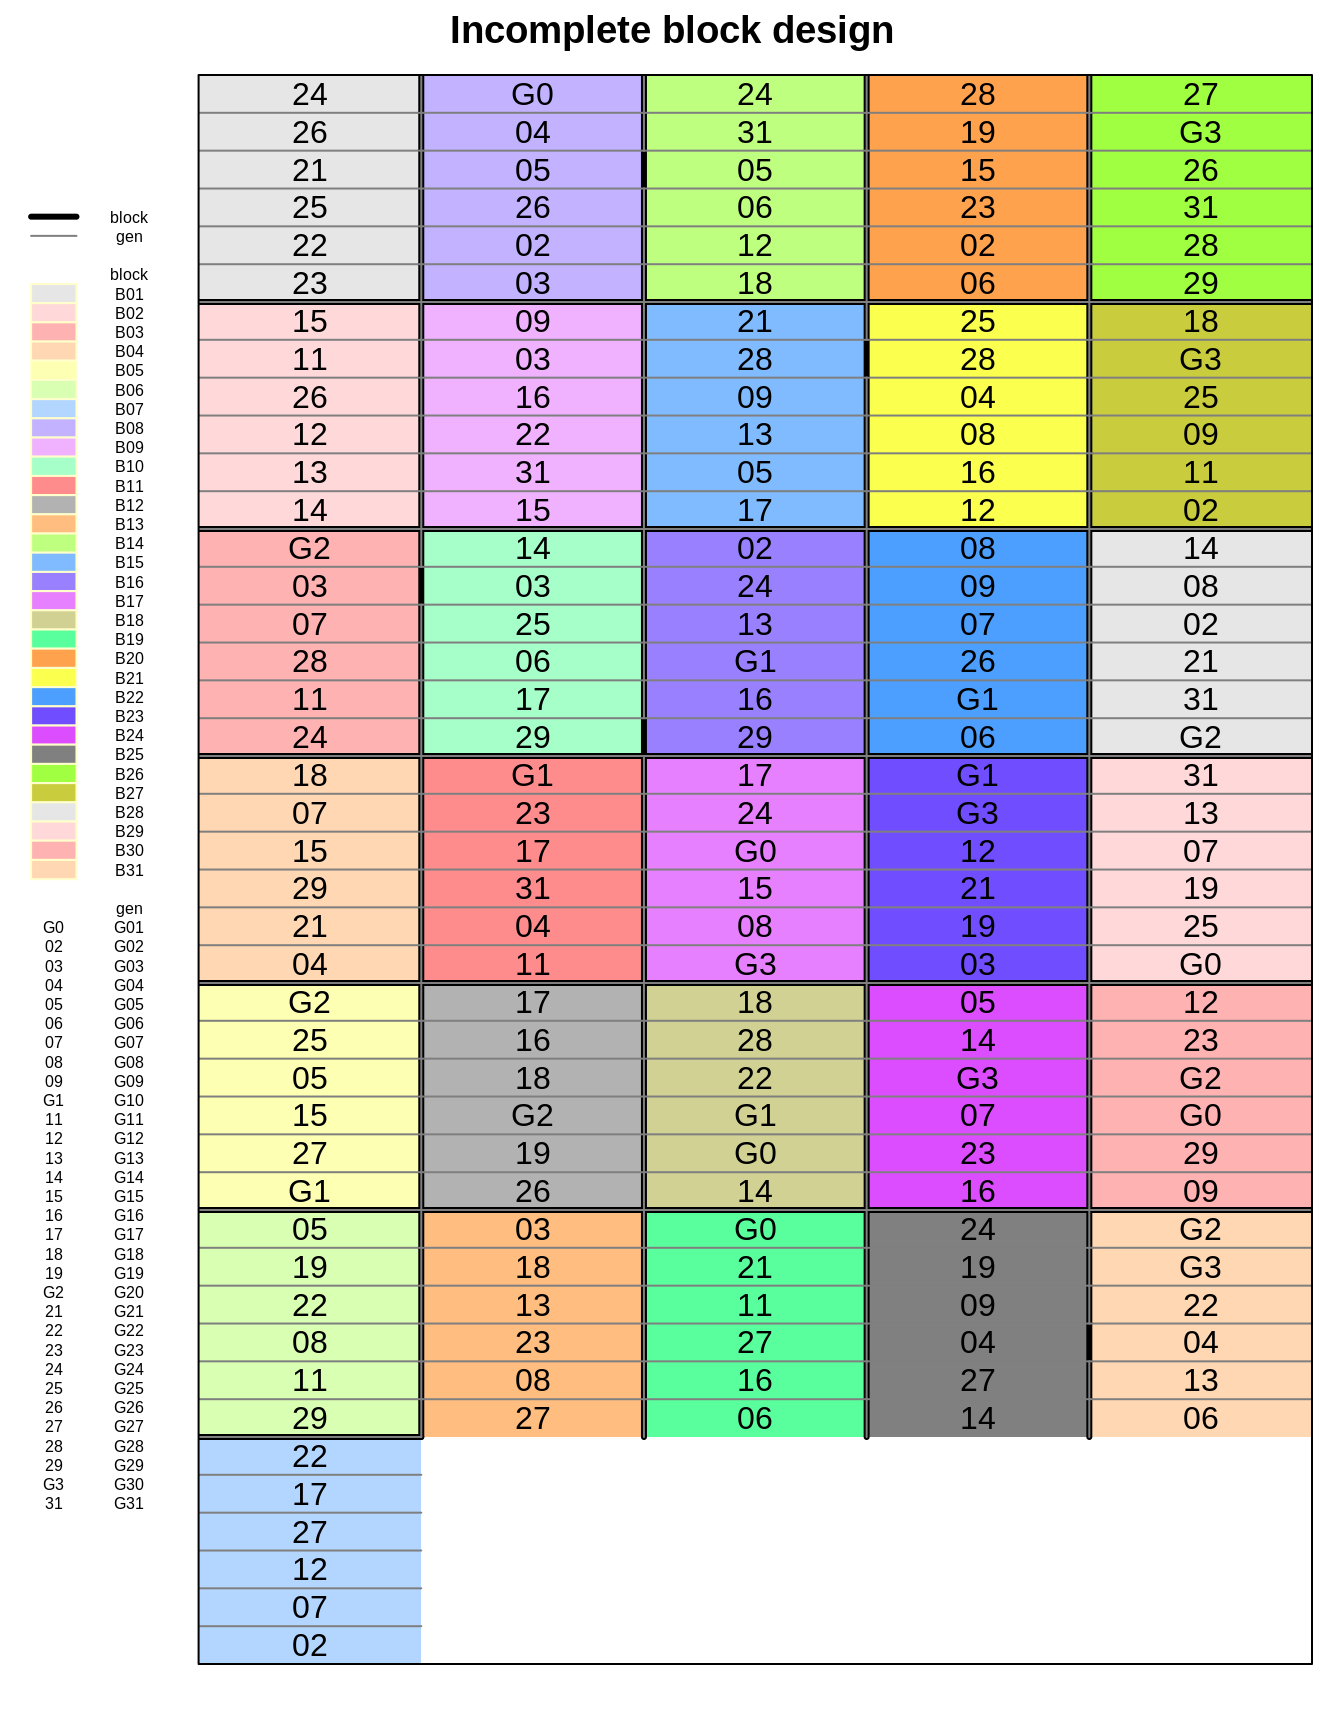 Incomplete block design
block
gen
block
B01
B02
B03
B04
B05
B06
B07
B08
B09
B10
B11
B12
B13
B14
B15
B16
B17
B18
B19
B20
B21
B22
B23
B24
B25
B26
B27
B28
B29
B30
B31
gen
G0 G01
02 G02
03 G03
04 G04
05 G05
06 G06
07 G07
08 G08
09 G09
G1 G10
11 G11
12 G12
13 G13
14 G14
15 G15
16 G16
17 G17
18 G18
19 G19
G2 G20
21 G21
22 G22
23 G23
24 G24
25 G25
26 G26
27 G27
28 G28
29 G29
G3 G30
31 G31
24 G0 24 28 27
26 04 31 19 G3
21 05 05 15 26
25 26 06 23 31
22 02 12 02 28
23 03 18 06 29
15 09 21 25 18
11 03 28 28 G3
26 16 09 04 25
12 22 13 08 09
13 31 05 16 11
14 15 17 12 02
G2 14 02 08 14
03 03 24 09 08
07 25 13 07 02
28 06 G1 26 21
11 17 16 G1 31
24 29 29 06 G2
18 G1 17 G1 31
07 23 24 G3 13
15 17 G0 12 07
29 31 15 21 19
21 04 08 19 25
04 11 G3 03 G0
G2 17 18 05 12
25 16 28 14 23
05 18 22 G3 G2
15 G2 G1 07 G0
27 19 G0 23 29
G1 26 14 16 09
05 03 G0 24 G2
19 18 21 19 G3
22 13 11 09 22
08 23 27 04 04
11 08 16 27 13
29 27 06 14 06
22
17
27
12
07
02